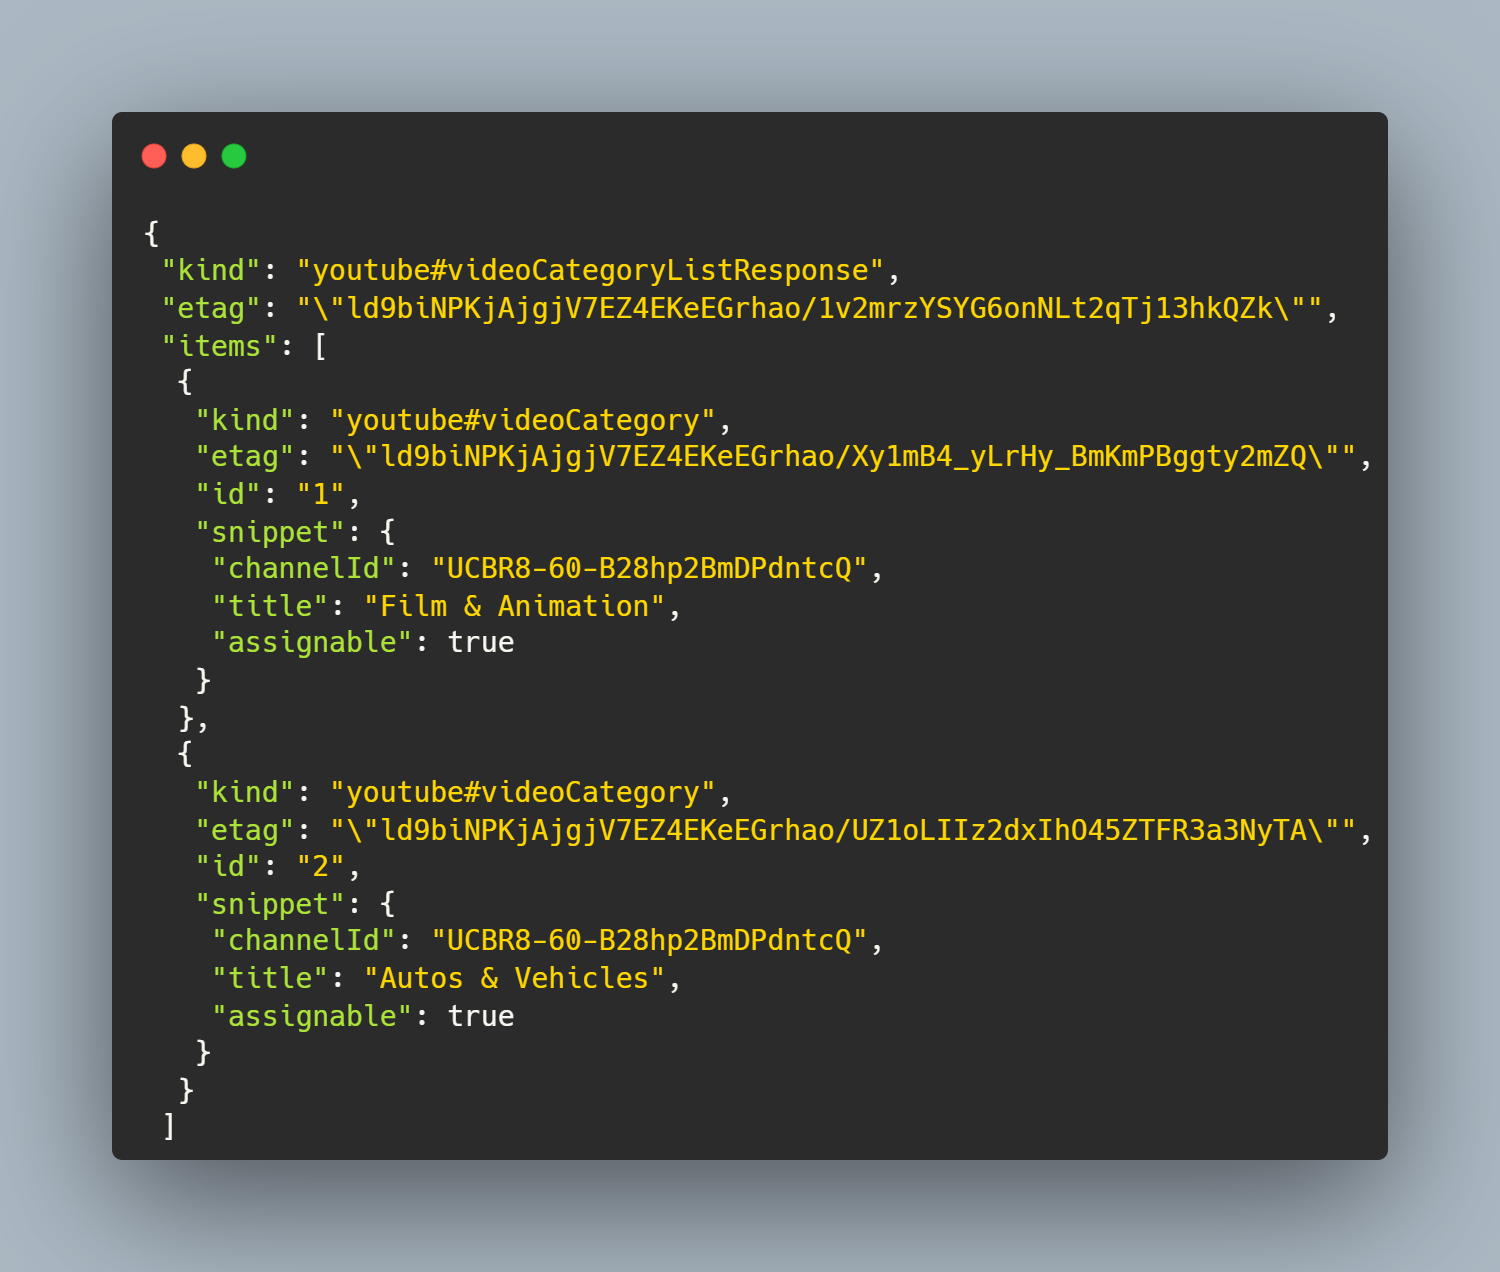 {
"kind": "youtube#videoCategoryListResponse",
"etag": "\"ld9biNPKjAjgjV7EZ4EKeEGrhao/1v2mrzYSYG6onNLt2qTj13hkQZk\"",
"items": [
{
"kind": "youtube#videoCategory",
"etag": "\"ld9biNPKjAjgjV7EZ4EKeEGrhao/Xy1mB4_yLrHy_BmKmPBggty2mZQ\"",
"id": "1",
"snippet": {
"channelId": "UCBR8-60-B28hp2BmDPdntcQ",
"title": "Film & Animation",
"assignable": true
}
},
{
"kind": "youtube#videoCategory",
"etag": "\"ld9biNPKjAjgjV7EZ4EKeEGrhao/UZ1oLIIz2dxIhO45ZTFR3a3NyTA\"",
"id": "2",
"snippet": {
"channelId": "UCBR8-60-B28hp2BmDPdntcQ",
"title": "Autos & Vehicles",
"assignable": true
}
}
]